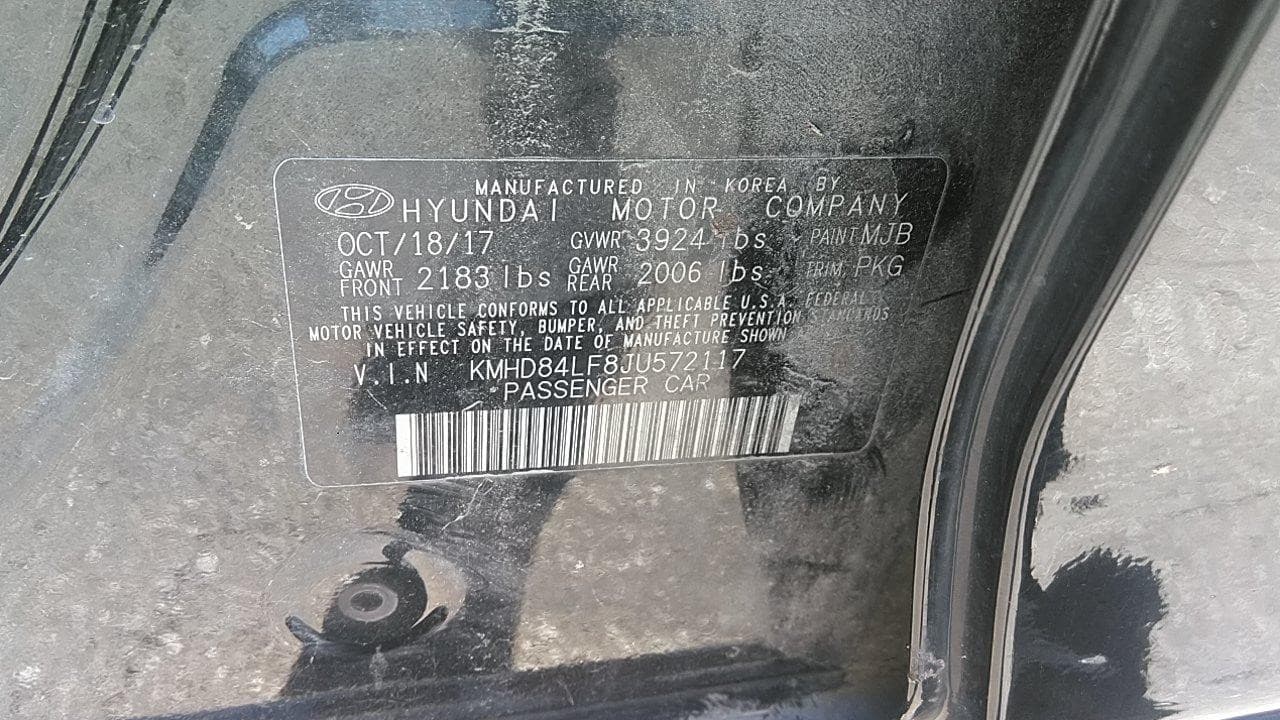 MANUFACTURED IN KOREA BY
HYUNDAI MOTOR COMPANY
OCT/18/17 GVWR 3924 lbs PAINT MJB
GAWR FRONT 2183 lbs GAWR REAR 2006 lbs TRIM PKG
THIS VEHICLE CONFORMS TO ALL APPLICABLE U.S.A. FEDERAL
MOTOR VEHICLE SAFETY, BUMPER, AND THEFT PREVENTION STANDARDS
IN EFFECT ON THE DATE OF MANUFACTURE SHOWN
V.I.N KMHD84LF8JU572117
PASSENGER CAR